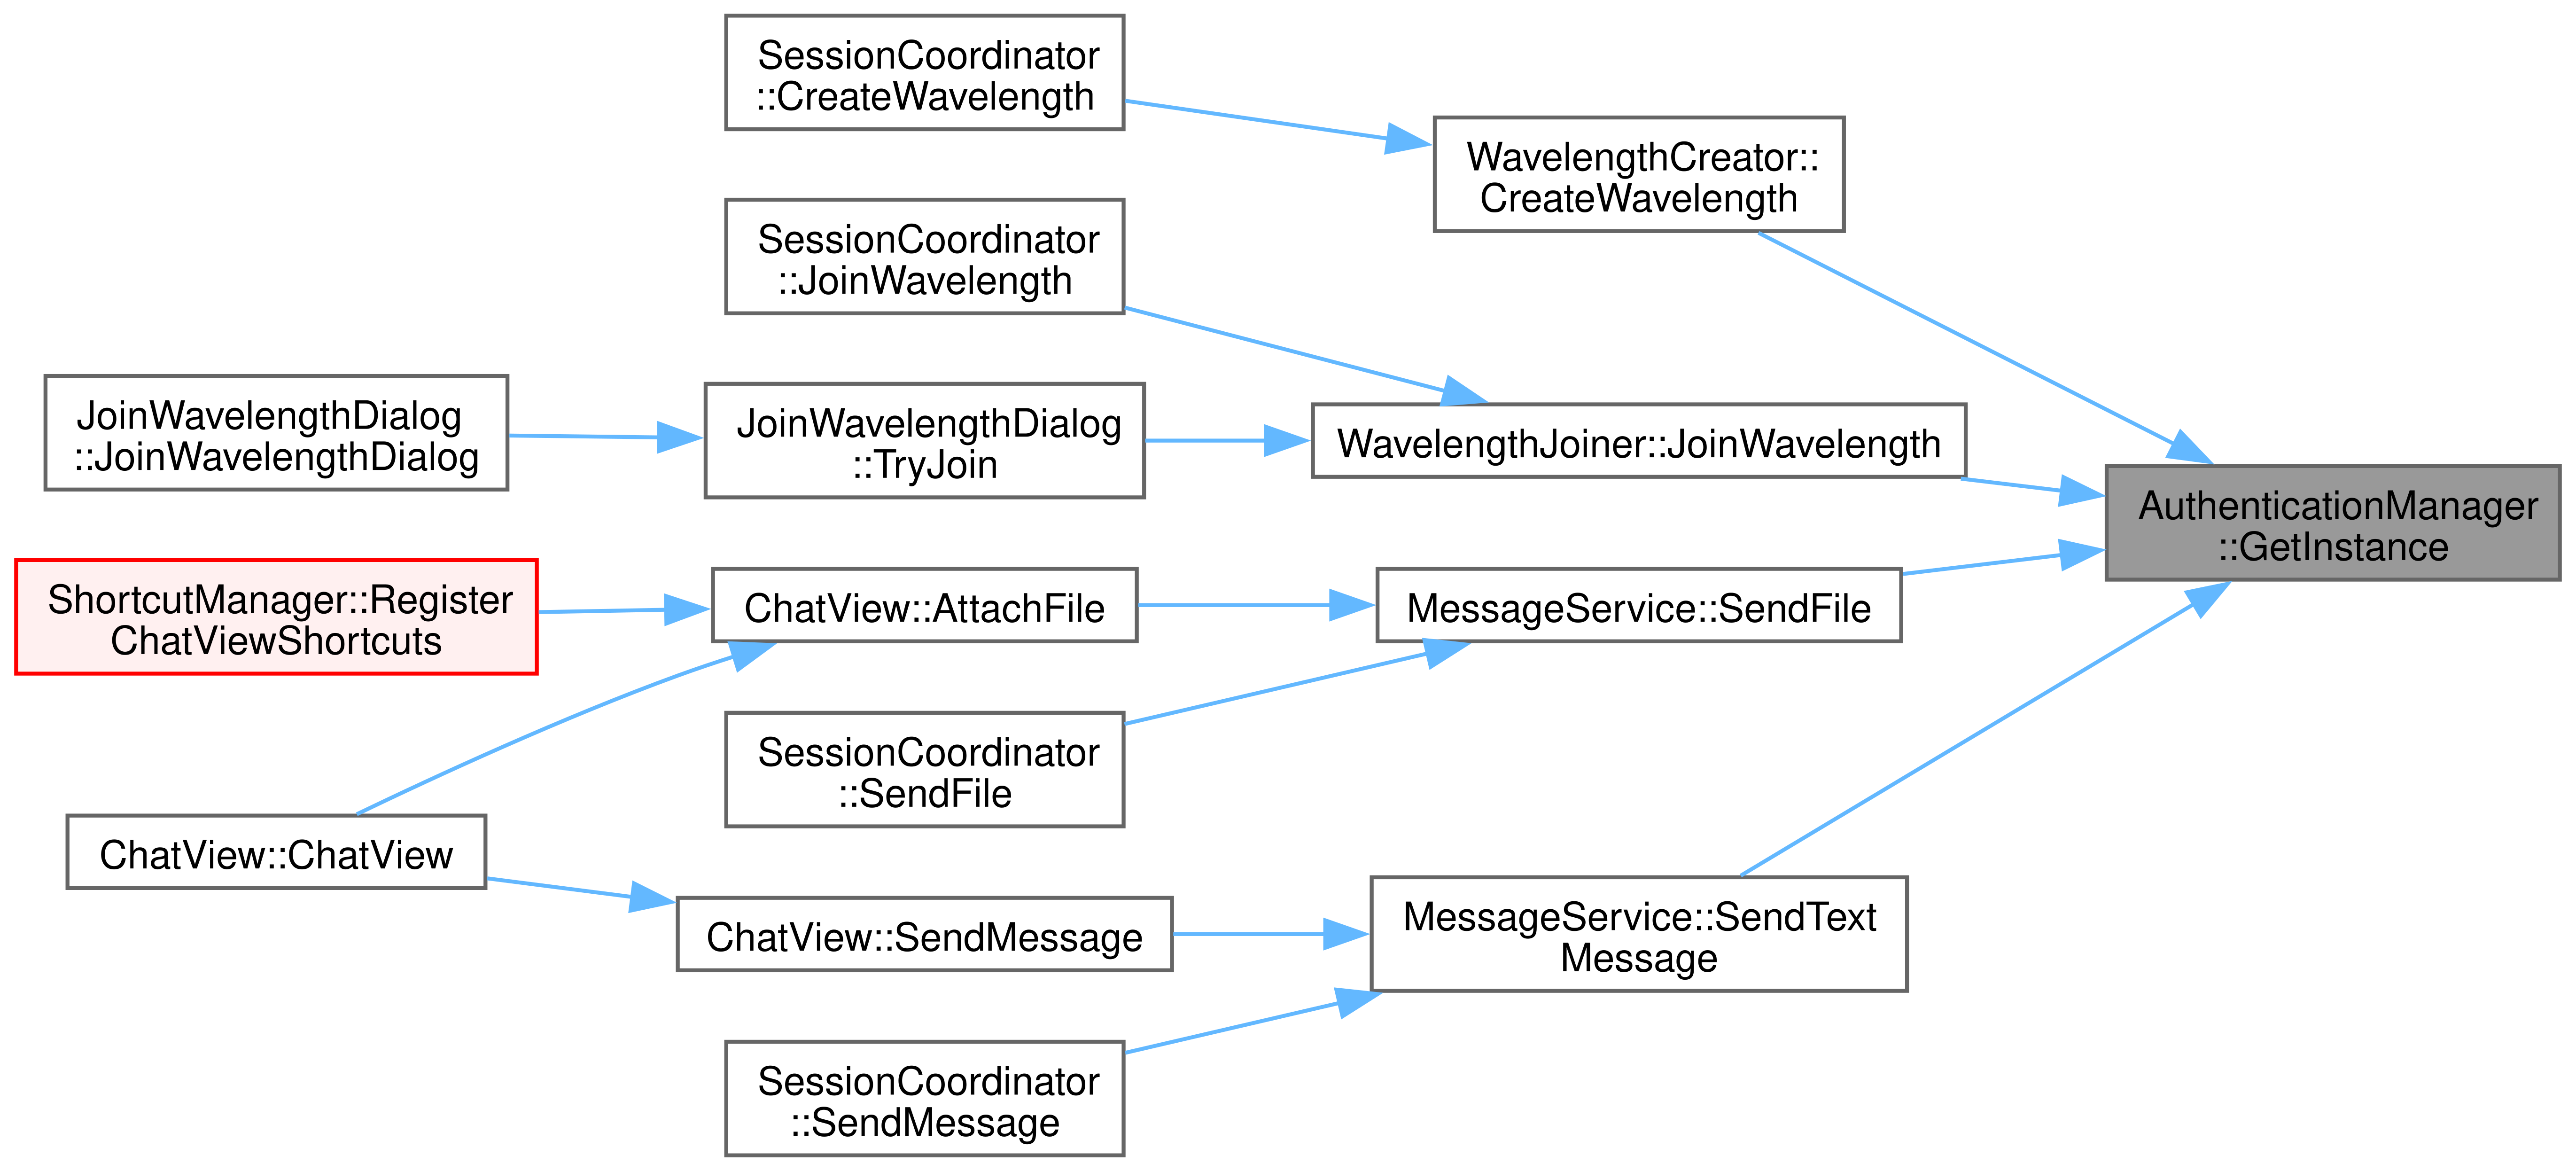 SessionCoordinator
::CreateWavelength
WavelengthCreator::
CreateWavelength
SessionCoordinator
::JoinWavelength
JoinWavelengthDialog
::JoinWavelengthDialog
JoinWavelengthDialog
::TryJoin
WavelengthJoiner::JoinWavelength
AuthenticationManager
::GetInstance
ShortcutManager::Register
ChatViewShortcuts
ChatView::AttachFile
MessageService::SendFile
SessionCoordinator
::SendFile
ChatView::ChatView
ChatView::SendMessage
MessageService::SendText
Message
SessionCoordinator
::SendMessage